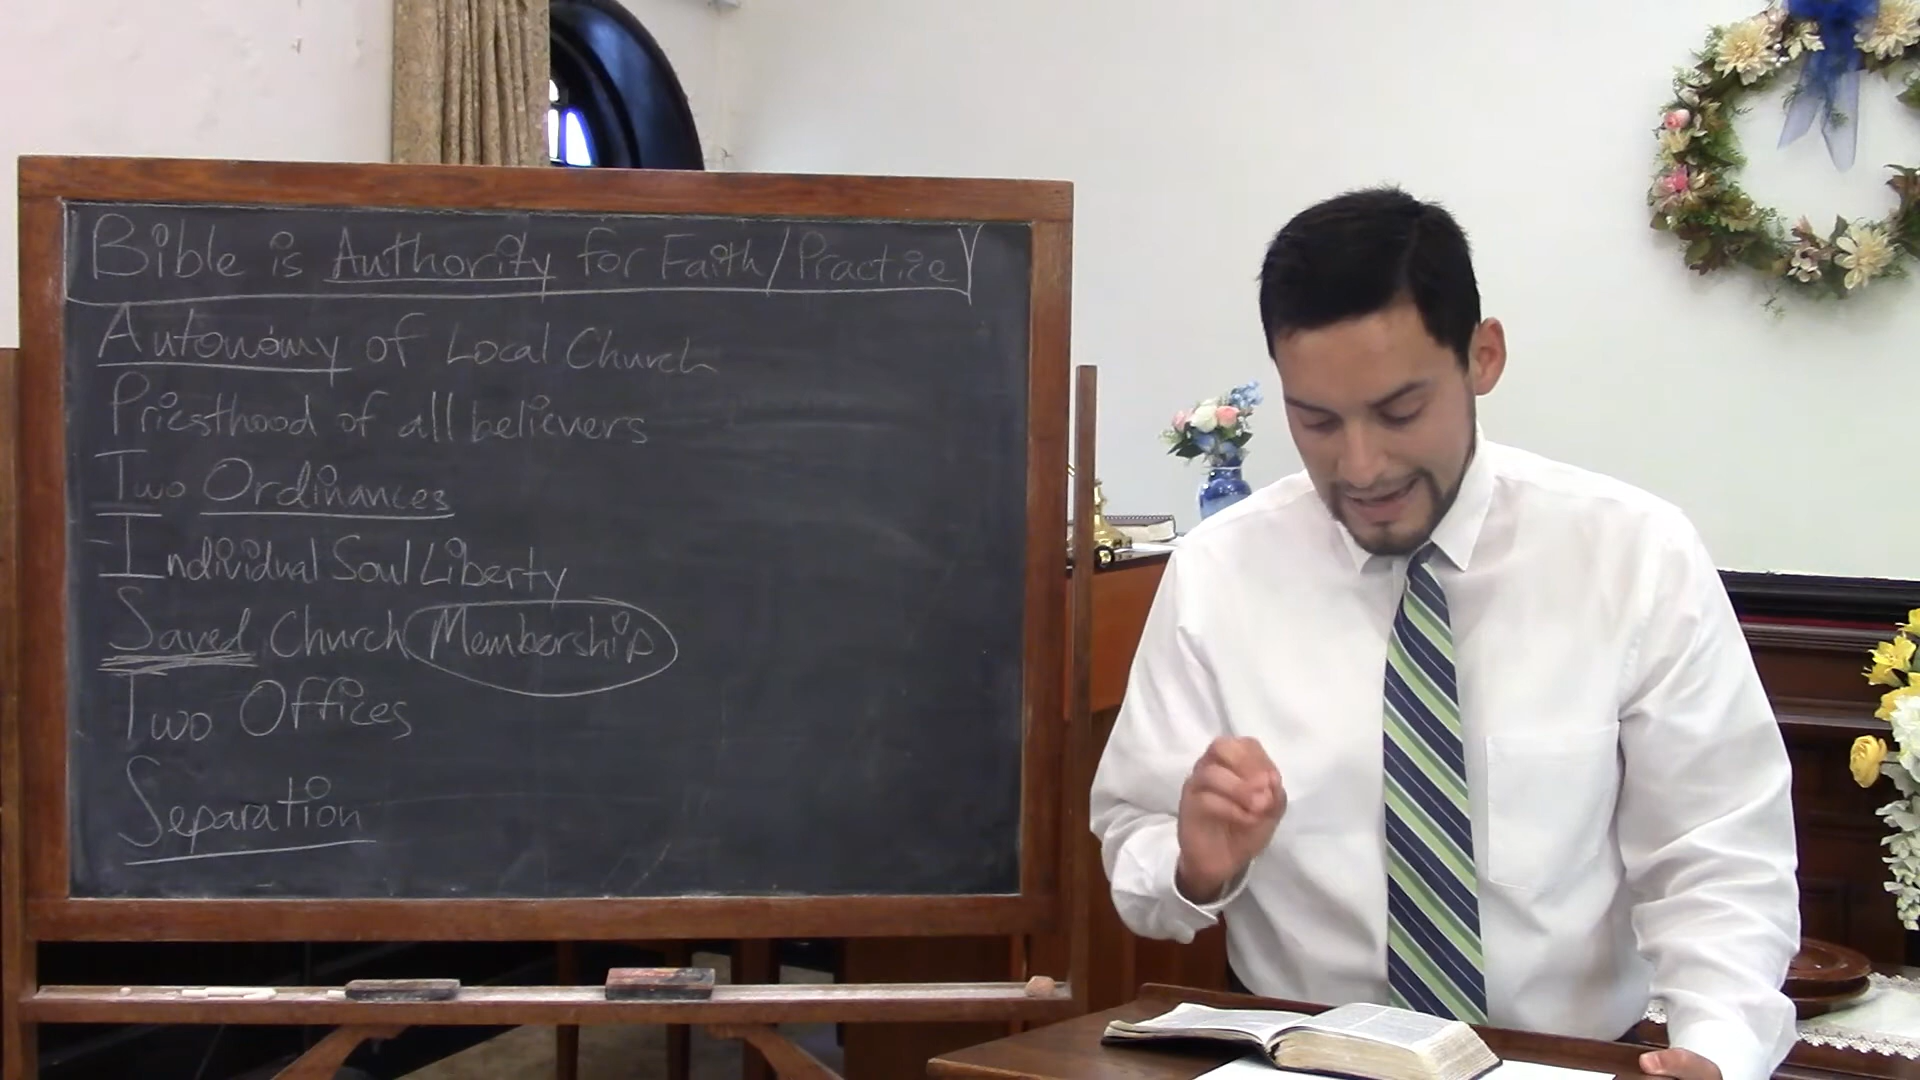 Bible is Authority for Faith/Practice
Autonomy of Local Church
Priesthood of all believers
Two Ordinances
Individual Soul Liberty
Saved Church Membership
Two Offices
Separation